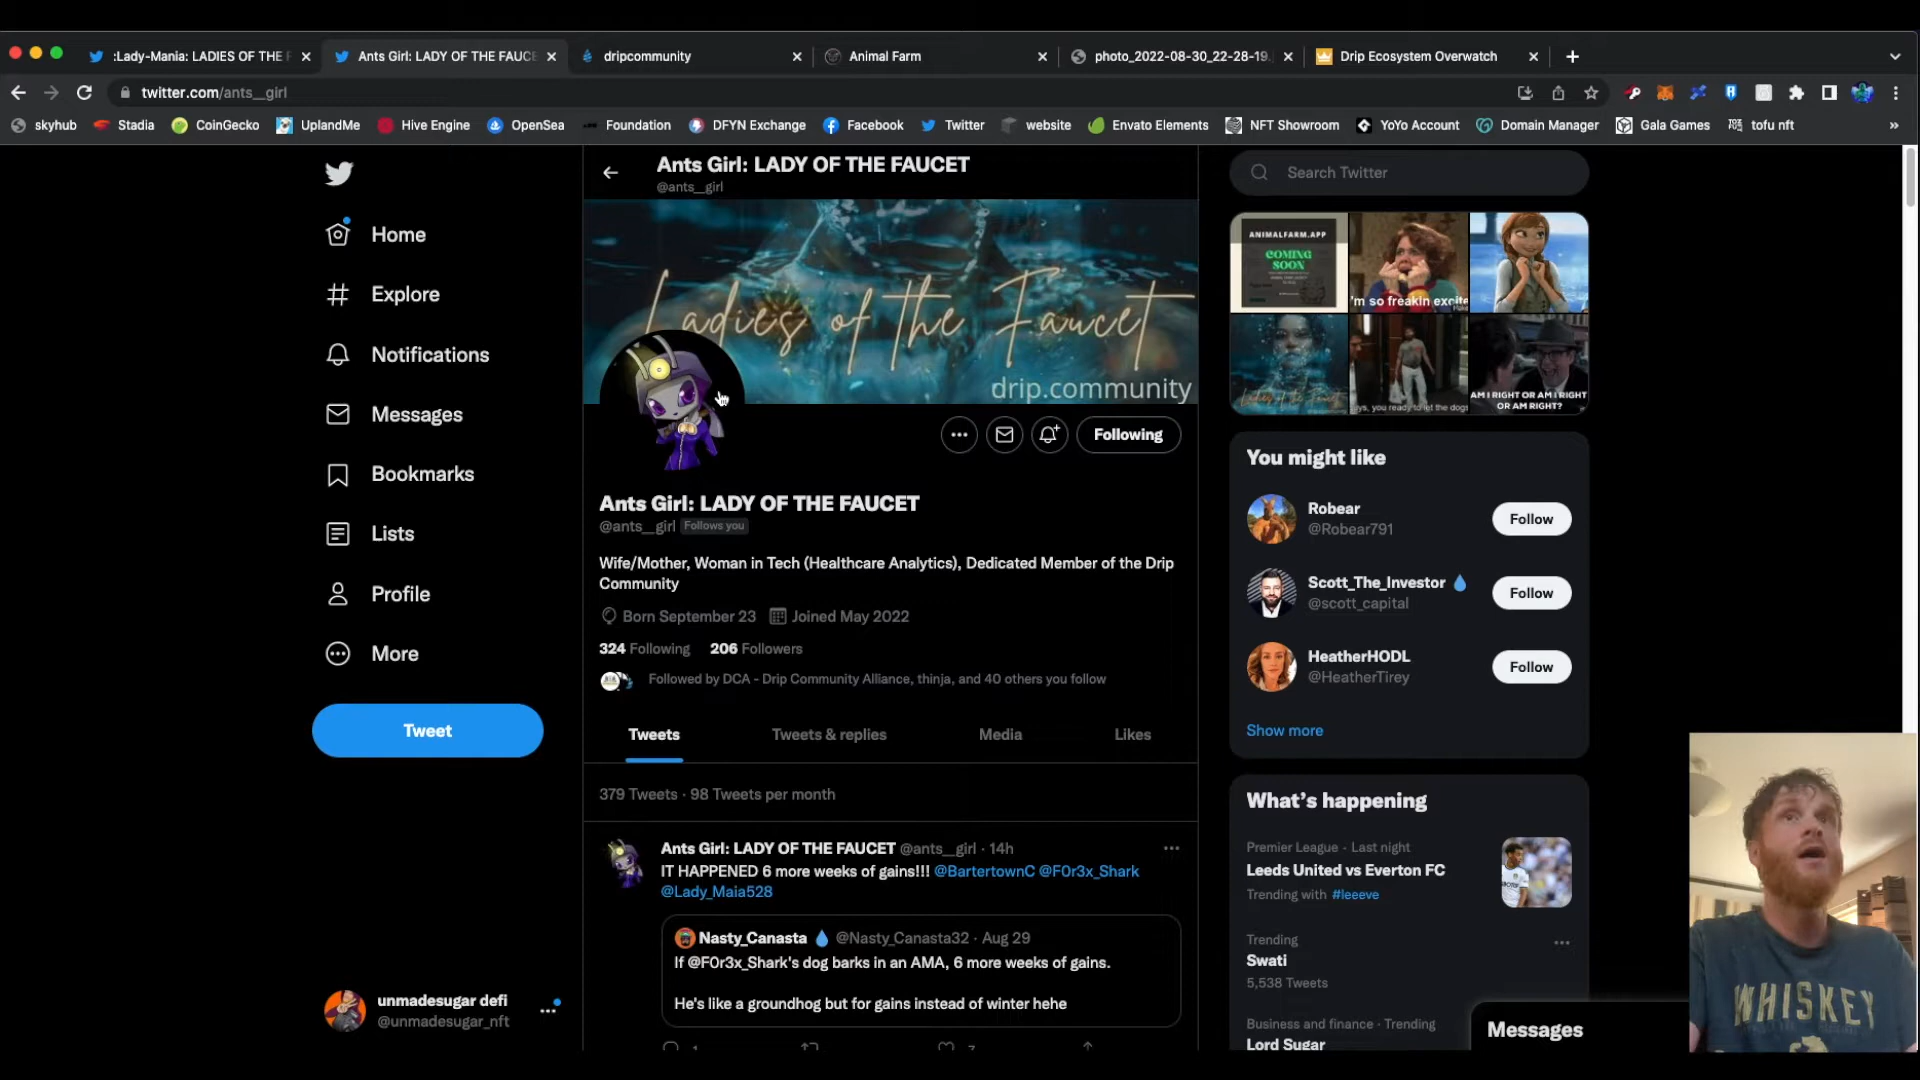 :Lady-Mania: LADIES OF THE F
Ants Girl: LADY OF THE FAUCE
dripcommunity
Animal Farm
photo_2022-08-30_22-28-19.
Drip Ecosystem Overwatch
twitter.com/ants__girl
skyhub
Stadia
CoinGecko
UplandMe
Hive Engine
OpenSea
Foundation
DFYN Exchange
Facebook
Twitter
website
Envato Elements
NFT Showroom
YoYo Account
Domain Manager
Gala Games
tofu nft
»
Home
Explore
Notifications
Messages
Bookmarks
Lists
Profile
More
Tweet
unmadesugar defi
@unmadesugar_nft
Ants Girl: LADY OF THE FAUCET
@ants__girl
Ladies of the Faucet
drip.community
Following
Ants Girl: LADY OF THE FAUCET
@ants__girl Follows you
Wife/Mother, Woman in Tech (Healthcare Analytics), Dedicated Member of the Drip
Community
Born September 23 Joined May 2022
324 Following 206 Followers
Followed by DCA - Drip Community Alliance, thinja, and 40 others you follow
Tweets Tweets & replies Media Likes
379 Tweets · 98 Tweets per month
Ants Girl: LADY OF THE FAUCET @ants__girl · 14h
IT HAPPENED 6 more weeks of gains!!! @BartertownC @F0r3x_Shark
@Lady_Maia528
Nasty_Canasta @Nasty_Canasta32 · Aug 29
If @F0r3x_Shark's dog barks in an AMA, 6 more weeks of gains.
He's like a groundhog but for gains instead of winter hehe
Search Twitter
ANIMALFARM.APP
COMING
SOON
I'm so freakin excite
Ladies of the Faucet
ys, you ready to let the dogs
AM I RIGHT OR AM I RIGHT
OR AM RIGHT?
You might like
Robear
@Robear791
Follow
Scott_The_Investor
@scott_capital
Follow
HeatherHODL
@HeatherTirey
Follow
Show more
What's happening
Premier League · Last night
Leeds United vs Everton FC
Trending with #leeeve
Trending
Swati
5,538 Tweets
Business and finance · Trending
Lord Sugar
Messages
WHISKEY